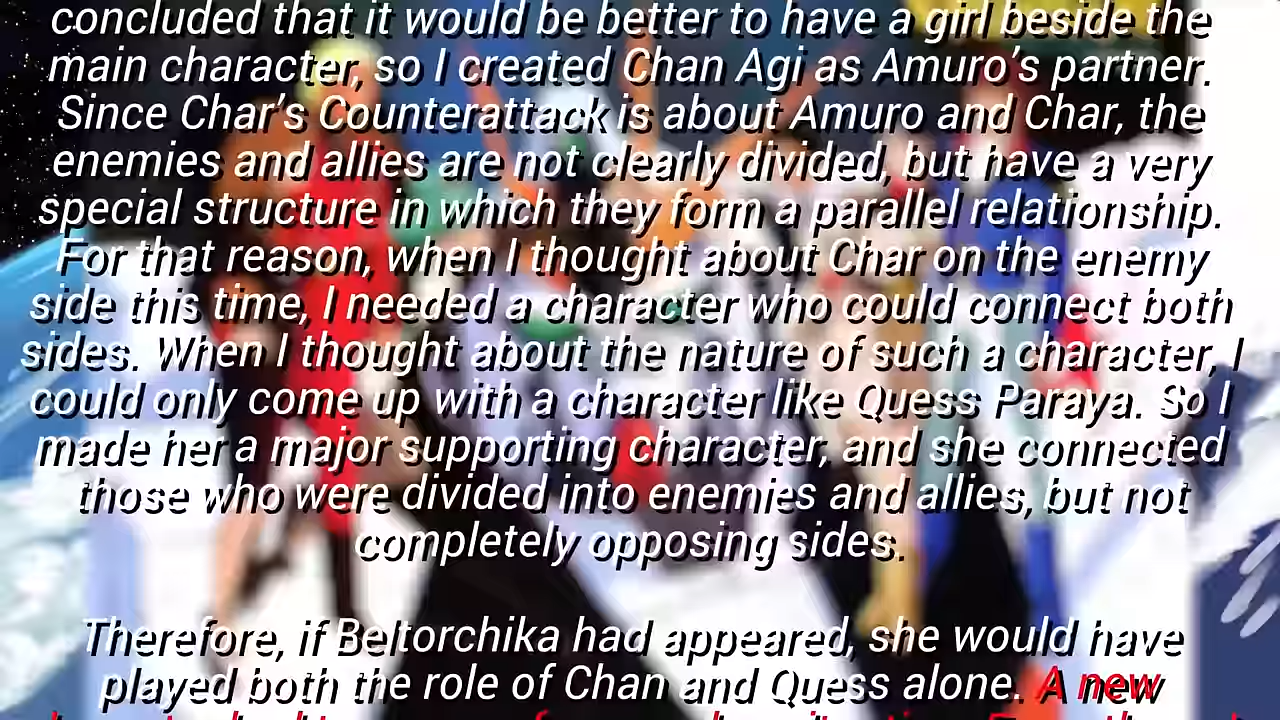 concluded that it would be better to have a girl beside the
main character, so I created Chan Agi as Amuro's partner.
Since Char's Counterattack is about Amuro and Char, the
enemies and allies are not clearly divided, but have a very
special structure in which they form a parallel relationship.
For that reason, when I thought about Char on the enemy
side this time, I needed a character who could connect both
sides. When I thought about the nature of such a character, I
could only come up with a character like Quess Paraya. So I
made her a major supporting character, and she connected
those who were divided into enemies and allies, but not
completely opposing sides.
Therefore, if Beltorchika had appeared, she would have
played both the role of Chan and Quess alone. A new